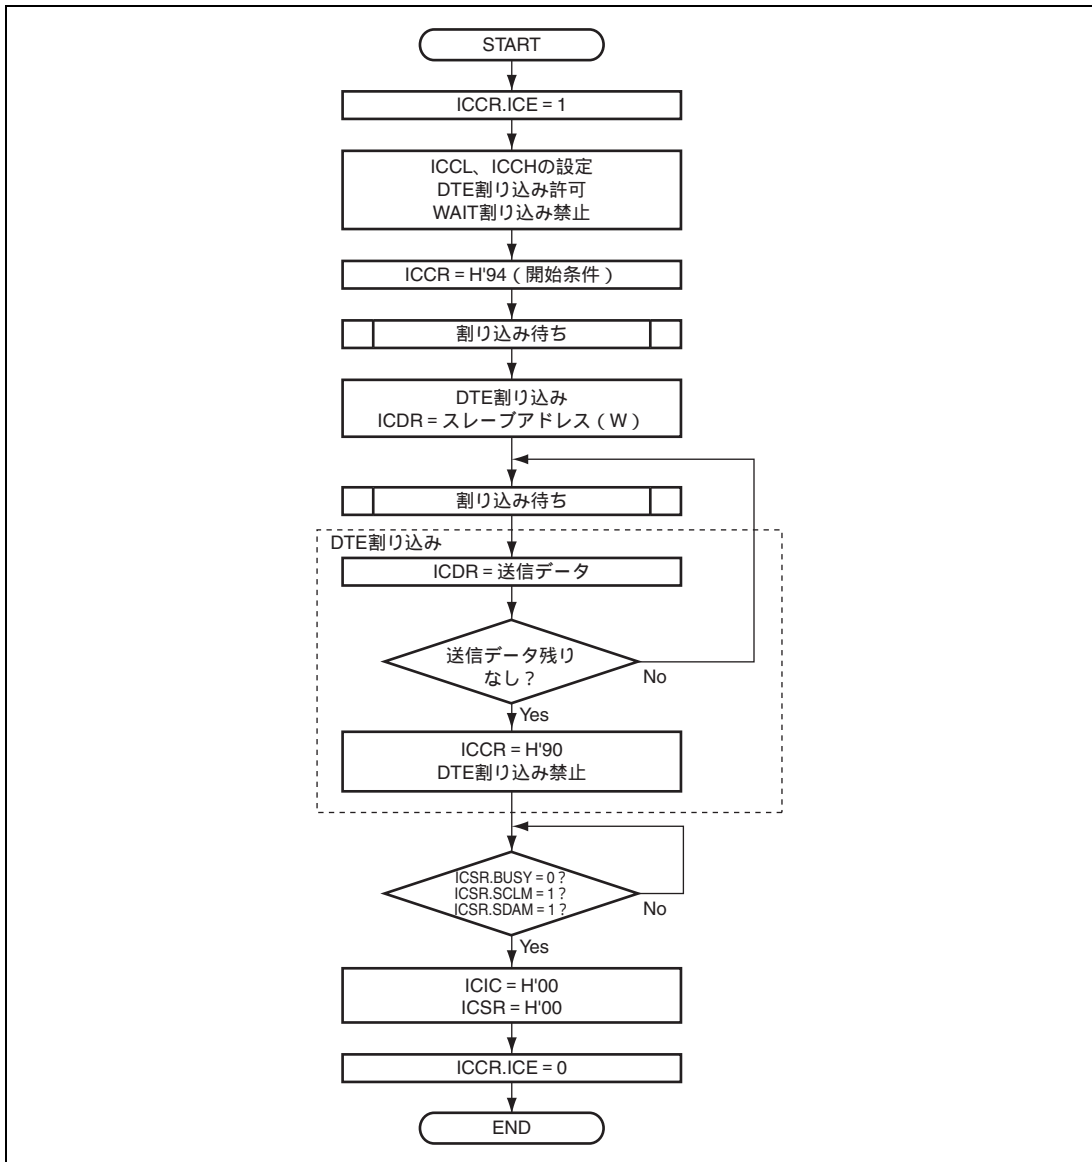 START
ICCR.ICE = 1
ICCL、ICCHの設定
DTE割り込み許可
WAIT割り込み禁止
ICCR = H'94（開始条件）
割り込み待ち
DTE割り込み
ICDR = スレーブアドレス（W）
割り込み待ち
DTE割り込み
ICDR = 送信データ
送信データ残り
なし？
No
Yes
ICCR = H'90
DTE割り込み禁止
ICSR.BUSY = 0？
ICSR.SCLM = 1？
ICSR.SDAM = 1？
No
Yes
ICIC = H'00
ICSR = H'00
ICCR.ICE = 0
END